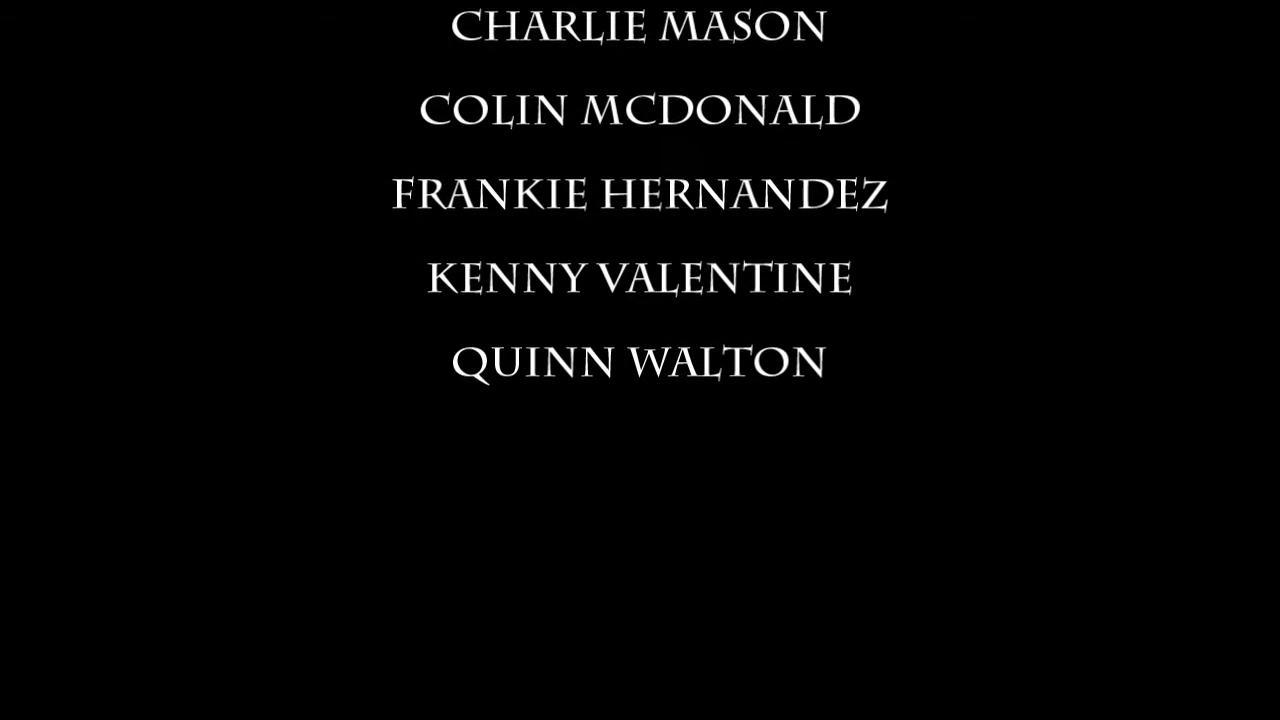 CHARLIE MASON
COLIN MCDONALD
FRANKIE HERNANDEZ
KENNY VALENTINE
QUINN WALTON